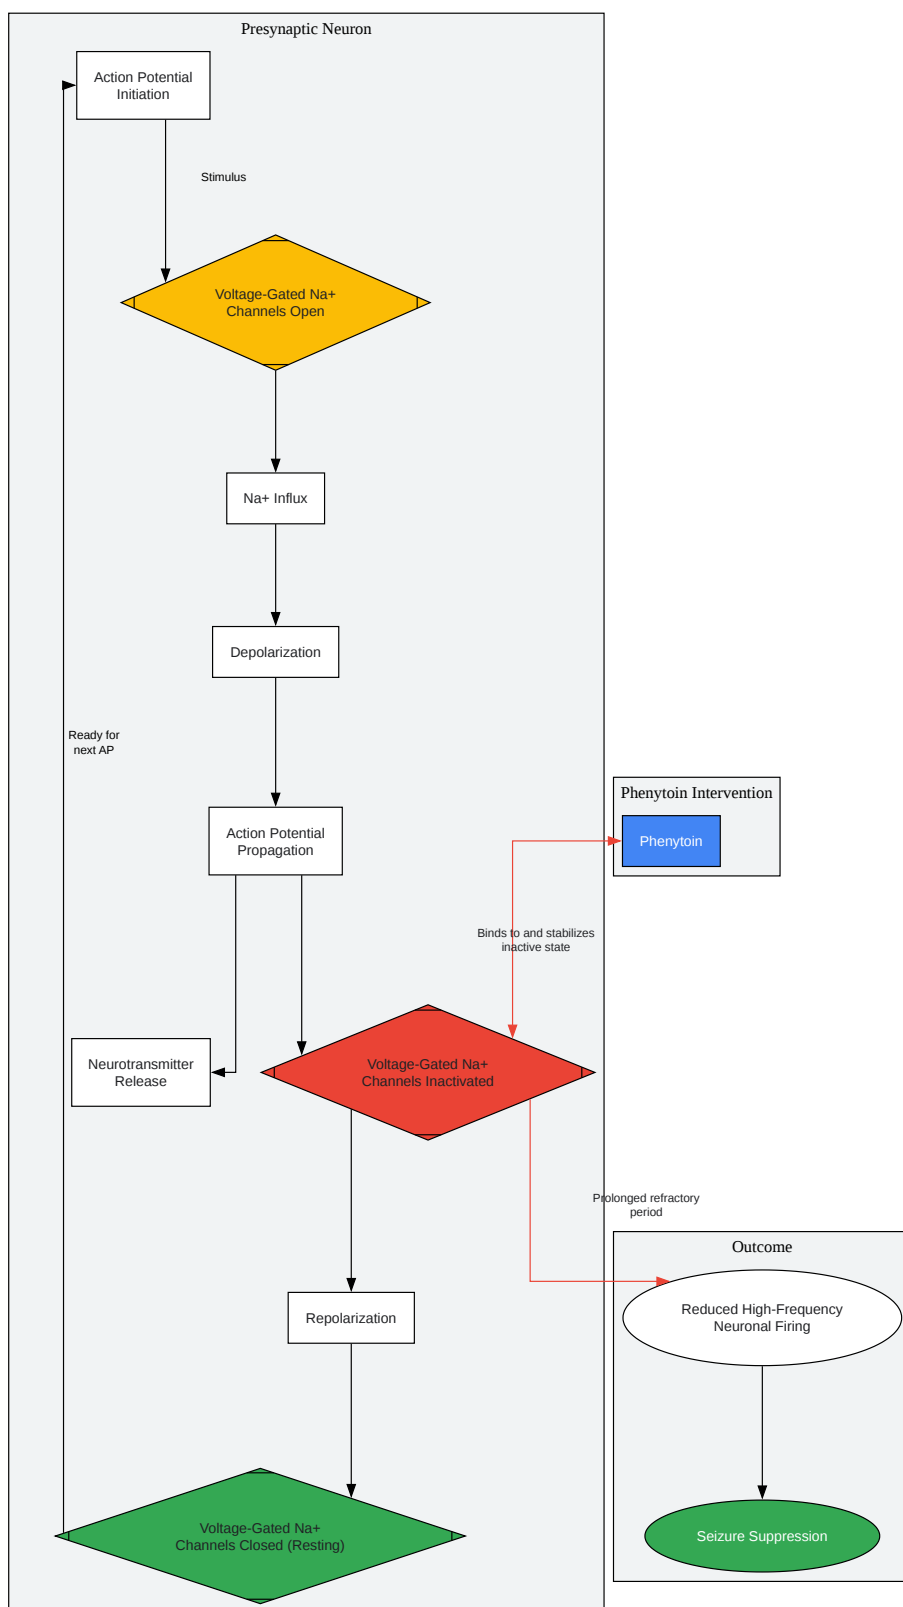 Presynaptic Neuron
Action Potential
Initiation
Stimulus
Voltage-Gated Na+
Channels Open
Na+ Influx
Depolarization
Ready for
next AP
Phenytoin Intervention
Phenytoin
Action Potential
Propagation
Binds to and stabilizes
inactive state
Neurotransmitter
Release
Voltage-Gated Na+
Channels Inactivated
Prolonged refractory
period
Outcome
Reduced High-Frequency
Neuronal Firing
Repolarization
Voltage-Gated Na+
Channels Closed (Resting)
Seizure Suppression